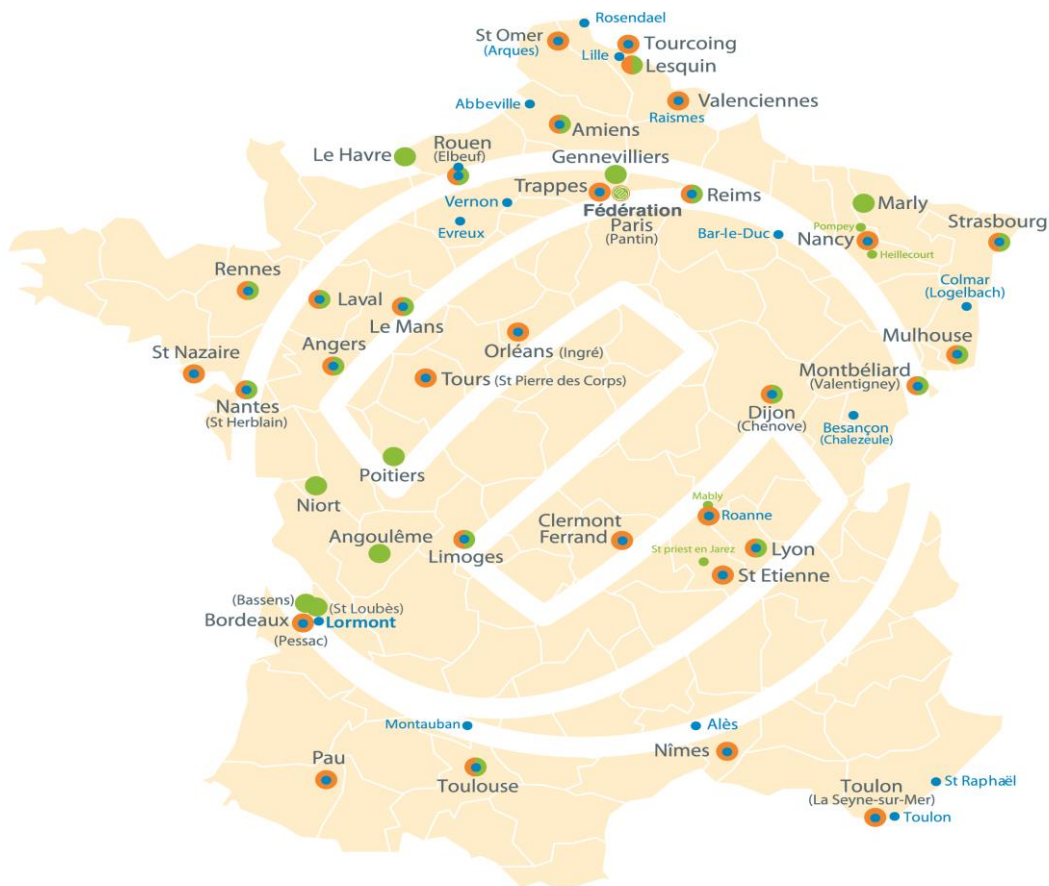 Rosendael
St Omer
(Arques)
Tourcoing
Lille
Lesquin
Abbeville
Valenciennes
Raismes
Amiens
Le Havre
Rouen
(Elbeuf)
Gennevilliers
Trappes
Reims
Vernon
Fédération
Paris
(Pantin)
Evreux
Bar-le-Duc
Marly
Pompey
Nancy
Heillecourt
Strasbourg
Colmar
(Logelbach)
Rennes
Laval
Le Mans
Angers
Orléans (Ingré)
Mulhouse
St Nazaire
Tours (St Pierre des Corps)
Montbéliard
(Valentigney)
Nantes
(St Herblain)
Dijon
(Chenove)
Besançon
(Chalezeule)
Poitiers
Niort
Mably
Roanne
Angoulême
Limoges
Clermont
Ferrand
St priest en Jarez
Lyon
St Etienne
(Bassens)
(St Loubès)
Bordeaux
Lormont
(Pessac)
Montauban
Alès
Nîmes
Pau
Toulouse
St Raphaël
Toulon
(La Seyne-sur-Mer)
Toulon